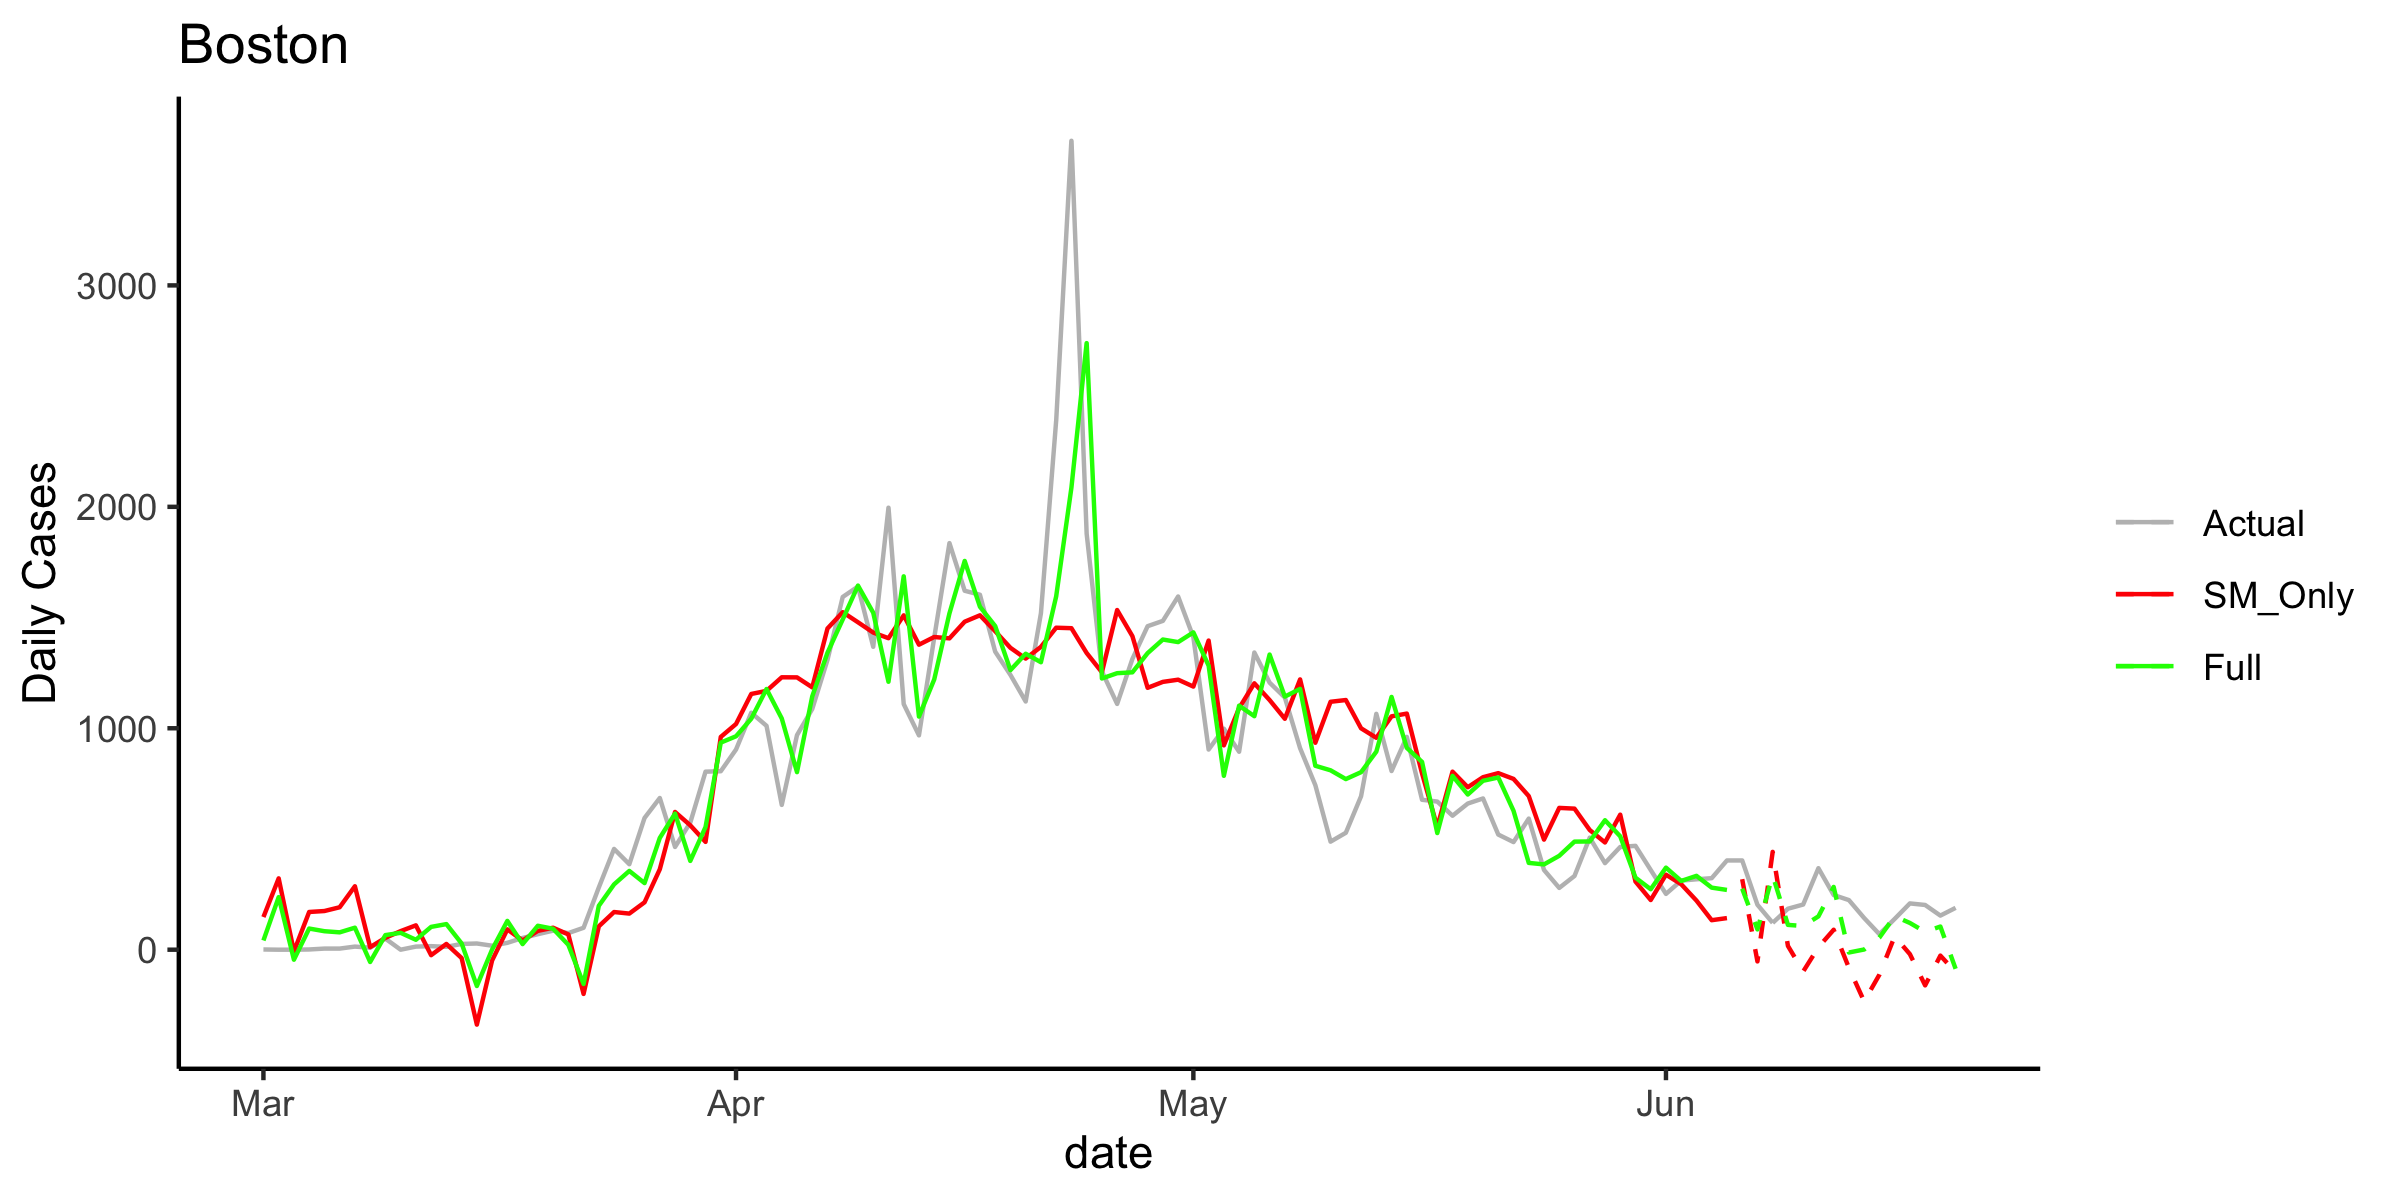 Boston
Daily Cases
3000
2000
1000
0
Mar
Apr
May
Jun
date
Actual
SM_Only
Full